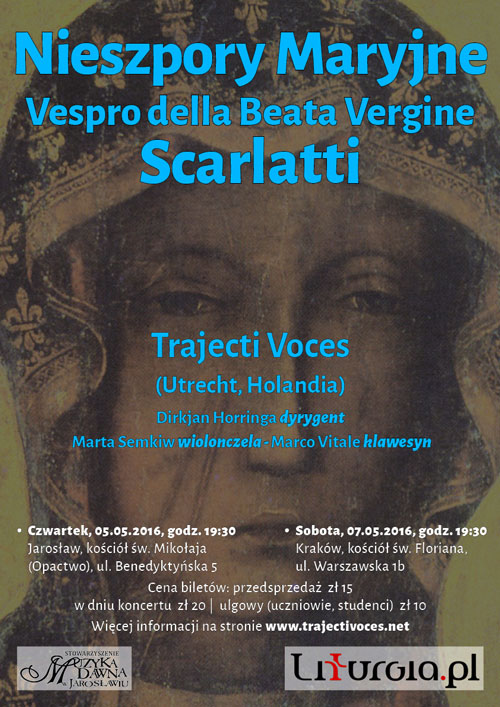 Nieszpory Maryjne
Vespro della Beata Vergine
Scarlatti
Trajecti Voces
(Utrecht, Holandia)
Dirkjan Horringa dyrygent
Marta Semkiw wiolonczela - Marco Vitale klawesyn
• Czwartek, 05.05.2016, godz. 19:30
Jarosław, kościół św. Mikołaja
(Opactwo), ul. Benedyktyńska 5
• Sobota, 07.05.2016, godz. 19:30
Kraków, kościół św. Floriana,
ul. Warszawska 1b
Cena biletów: przedsprzedaż zł 15
w dniu koncertu zł 20 | ulgowy (uczniowie, studenci) zł 10
Więcej informacji na stronie www.trajectivoces.net
STOWARZYSZENIE
MUZYKA
DAWNA
W JAROSŁAWIU
Liturgia.pl